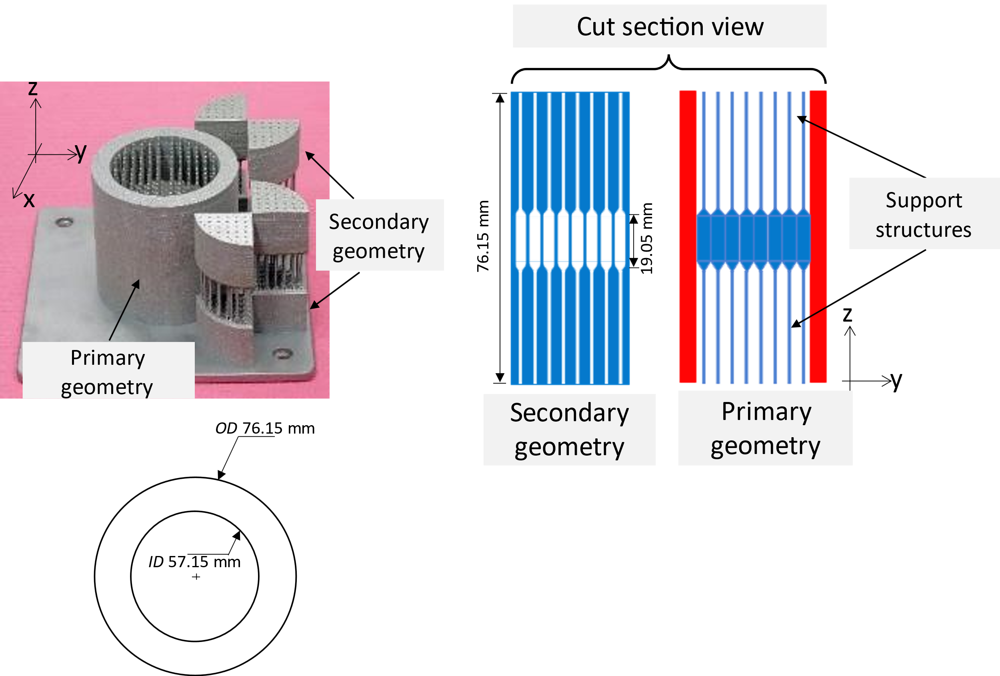 Cut section view
z
y
x
Secondary
geometry
Primary
geometry
76.15 mm
19.05 mm
Support
structures
z
y
Secondary
geometry
Primary
geometry
OD 76.15 mm
ID 57.15 mm